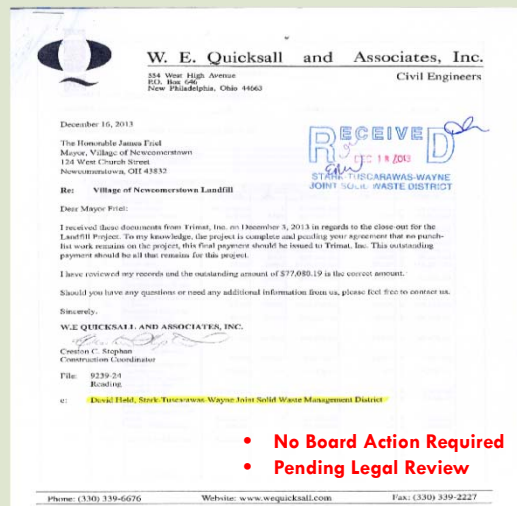 W. E. Quicksall and Associates, Inc.
554 West High Avenue
P.O. Box 646
New Philadelphia, Ohio 44663
Civil Engineers
December 16, 2013
The Honorable James Friel
Mayor, Village of Newcomerstown
124 West Church Street
Newcomerstown, OH 43832
RECEIVED
DEC 18 2013
STARK-TUSCARAWAS-WAYNE
JOINT SOLID WASTE DISTRICT
Re: Village of Newcomerstown Landfill
Dear Mayor Friel:
I received these documents from Trimat, Inc. on December 3, 2013 in regards to the close-out for the
Landfill Project. To my knowledge, the project is complete and pending your agreement that no punch-
list work remains on the project, this final payment should be issued to Trimat, Inc. This outstanding
payment should be all that remains for this project.
I have reviewed my records and the outstanding amount of $77,080.19 is the correct amount.
Should you have any questions or need any additional information from us, please feel free to contact us.
Sincerely,
W.E QUICKSALL AND ASSOCIATES, INC.
Creston C. Stophan
Construction Coordinator
File: 9239-24
Reading
c: David Held, Stark-Tuscarawas-Wayne Joint Solid Waste Management District
• No Board Action Required
• Pending Legal Review
Phone: (330) 339-6676 Website: www.wequicksall.com Fax: (330) 339-2227